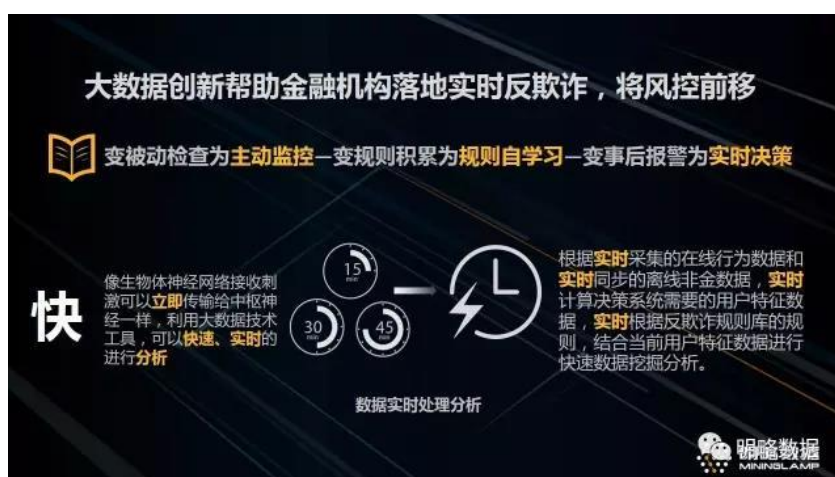 大数据创新帮助金融机构落地实时反欺诈，将风控前移
变被动检查为主动监控—变规则积累为规则自学习—变事后报警为实时决策
快
像生物体神经网络接收刺
激可以立即传输给中枢神
经一样，利用大数据技术
工具，可以快速、实时的
进行分析
15
min
30
min
45
min
数据实时处理分析
根据实时采集的在线行为数据和
实时同步的离线非金数据，实时
计算决策系统需要的用户特征数
据，实时根据反欺诈规则库的规
则，结合当前用户特征数据进行
快速数据挖掘分析。
明略数据
MININGLAMP